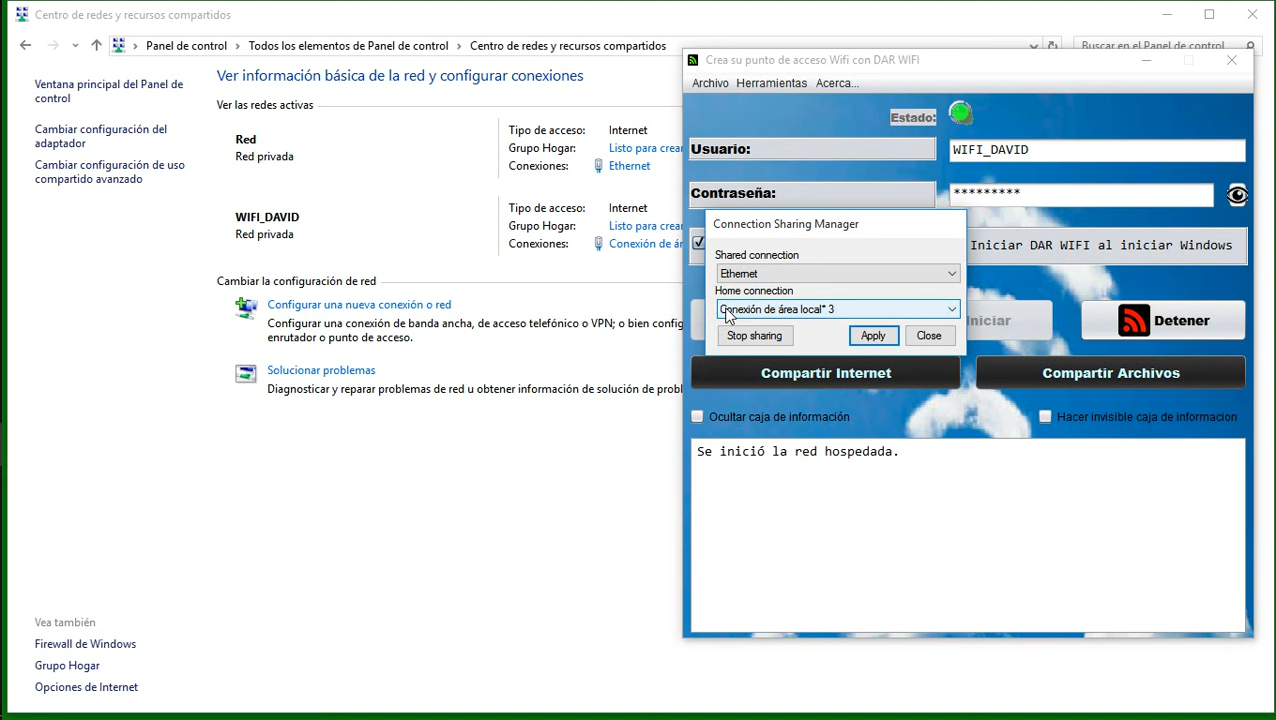 Centro de redes y recursos compartidos
Panel de control
Todos los elementos de Panel de control
Centro de redes y recursos compartidos
Buscar en el Panel de control
Ventana principal del Panel de
control
Cambiar configuración del
adaptador
Cambiar configuración de uso
compartido avanzado
Vea también
Firewall de Windows
Grupo Hogar
Opciones de Internet
Ver información básica de la red y configurar conexiones
Ver las redes activas
Red
Red privada
Tipo de acceso: Internet
Grupo Hogar: Listo para crear
Conexiones: Ethernet
WIFI_DAVID
Red privada
Tipo de acceso: Internet
Grupo Hogar: Listo para crear
Conexiones: Conexión de ár
Cambiar la configuración de red
Configurar una nueva conexión o red
Configurar una conexión de banda ancha, de acceso telefónico o VPN; o bien config
enrutador o punto de acceso.
Solucionar problemas
Diagnosticar y reparar problemas de red u obtener información de solución de probl
Crea su punto de acceso Wifi con DAR WIFI
Archivo Herramientas Acerca...
Estado:
Usuario: WIFI_DAVID
Contraseña: *********
Iniciar DAR WIFI al iniciar Windows
Connection Sharing Manager
Shared connection
Ethernet
Home connection
Conexión de área local* 3
Stop sharing Apply Close
Iniciar
Detener
Compartir Internet
Compartir Archivos
Ocultar caja de información
Hacer invisible caja de informacion
Se inició la red hospedada.